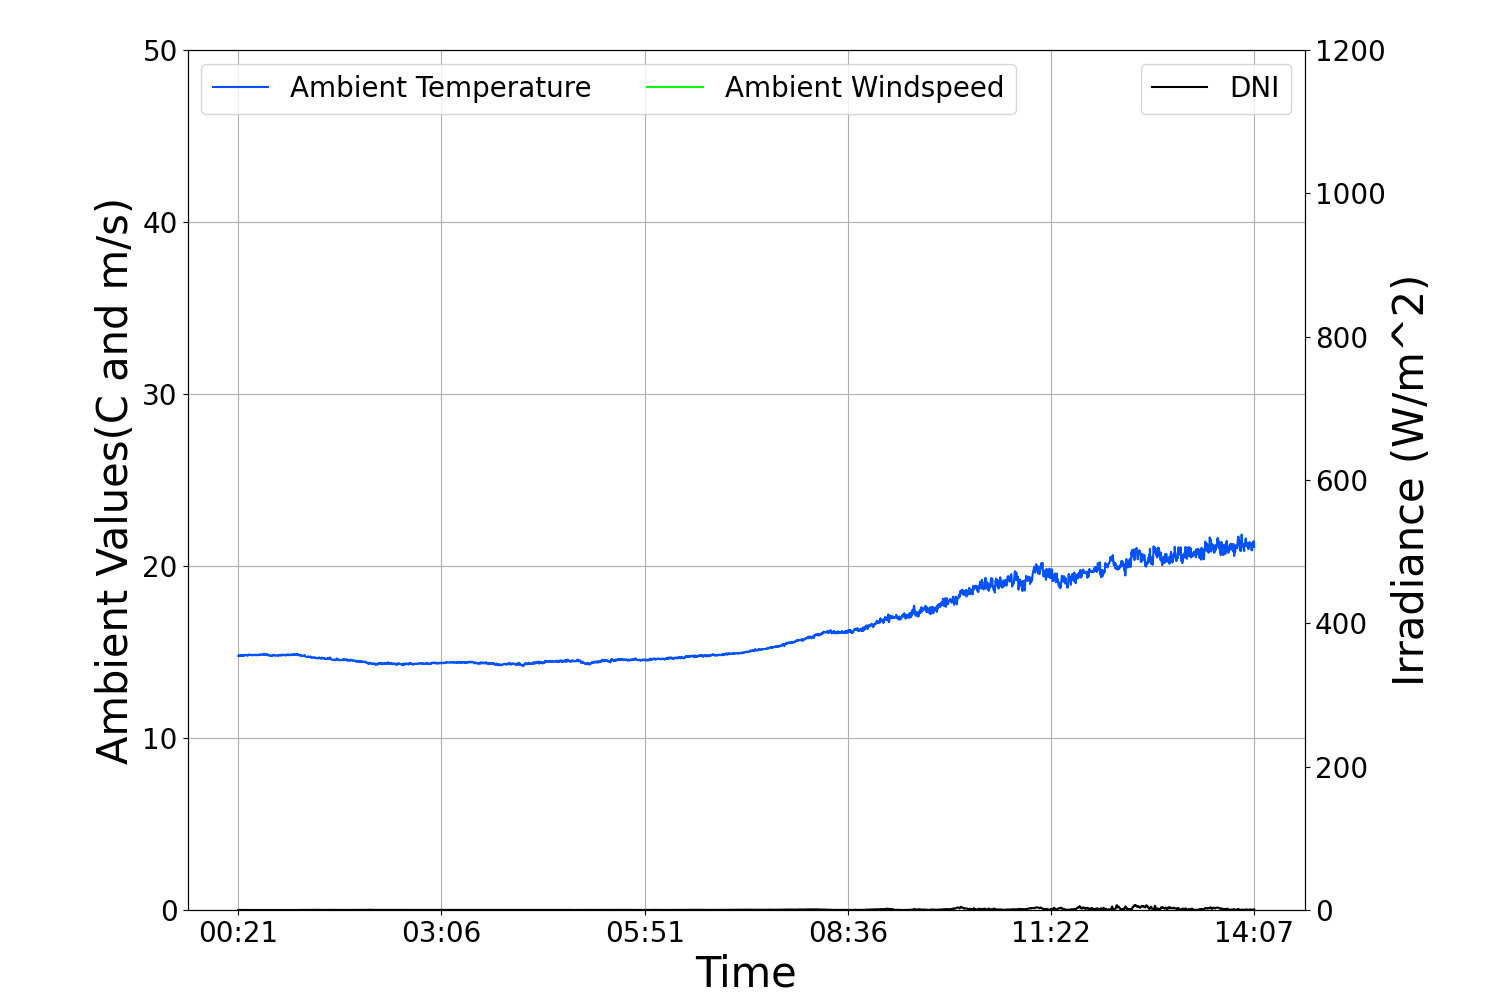 Ambient Temperature Ambient Windspeed DNI
Ambient Values(C and m/s)
50
40
30
20
10
0
1200
1000
800
600
400
200
0
Irradiance (W/m^2)
00:21 03:06 05:51 08:36 11:22 14:07
Time